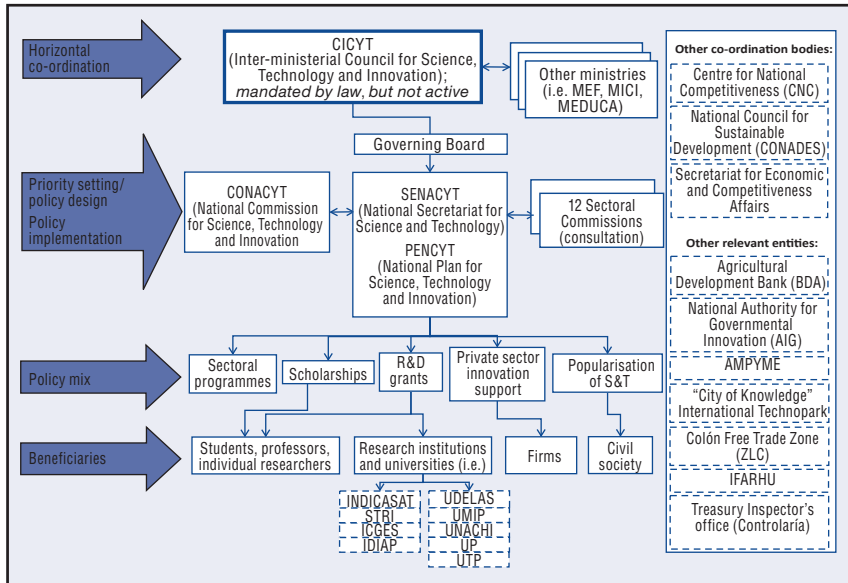 Horizontal
co-ordination
CICYT
(Inter-ministerial Council for Science,
Technology and Innovation);
mandated by law, but not active
Other ministries
(i.e. MEF, MICI,
MEDUCA)
Governing Board
Priority setting/
policy design
Policy
implementation
CONACYT
(National Commission
for Science, Technology
and Innovation
SENACYT
(National Secretariat for
Science and Technology)
PENCYT
(National Plan for
Science, Technology
and Innovation)
12 Sectoral
Commissions
(consultation)
Policy mix
Sectoral
programmes
Scholarships
R&D
grants
Private sector
innovation
support
Popularisation
of S&T
Beneficiaries
Students, professors,
individual researchers
Research institutions
and universities (i.e.)
Firms
Civil
society
INDICASAT
STRI
ICGES
IDIAP
UDELAS
UMIP
UNACHI
UP
UTP
Other co-ordination bodies:
Centre for National
Competitiveness (CNC)
National Council for
Sustainable
Development (CONADES)
Secretariat for Economic
and Competitiveness
Affairs
Other relevant entities:
Agricultural
Development Bank (BDA)
National Authority for
Governmental
Innovation (AIG)
AMPYME
“City of Knowledge”
International Technopark
Colón Free Trade Zone
(ZLC)
IFARHU
Treasury Inspector’s
office (Controlaría)